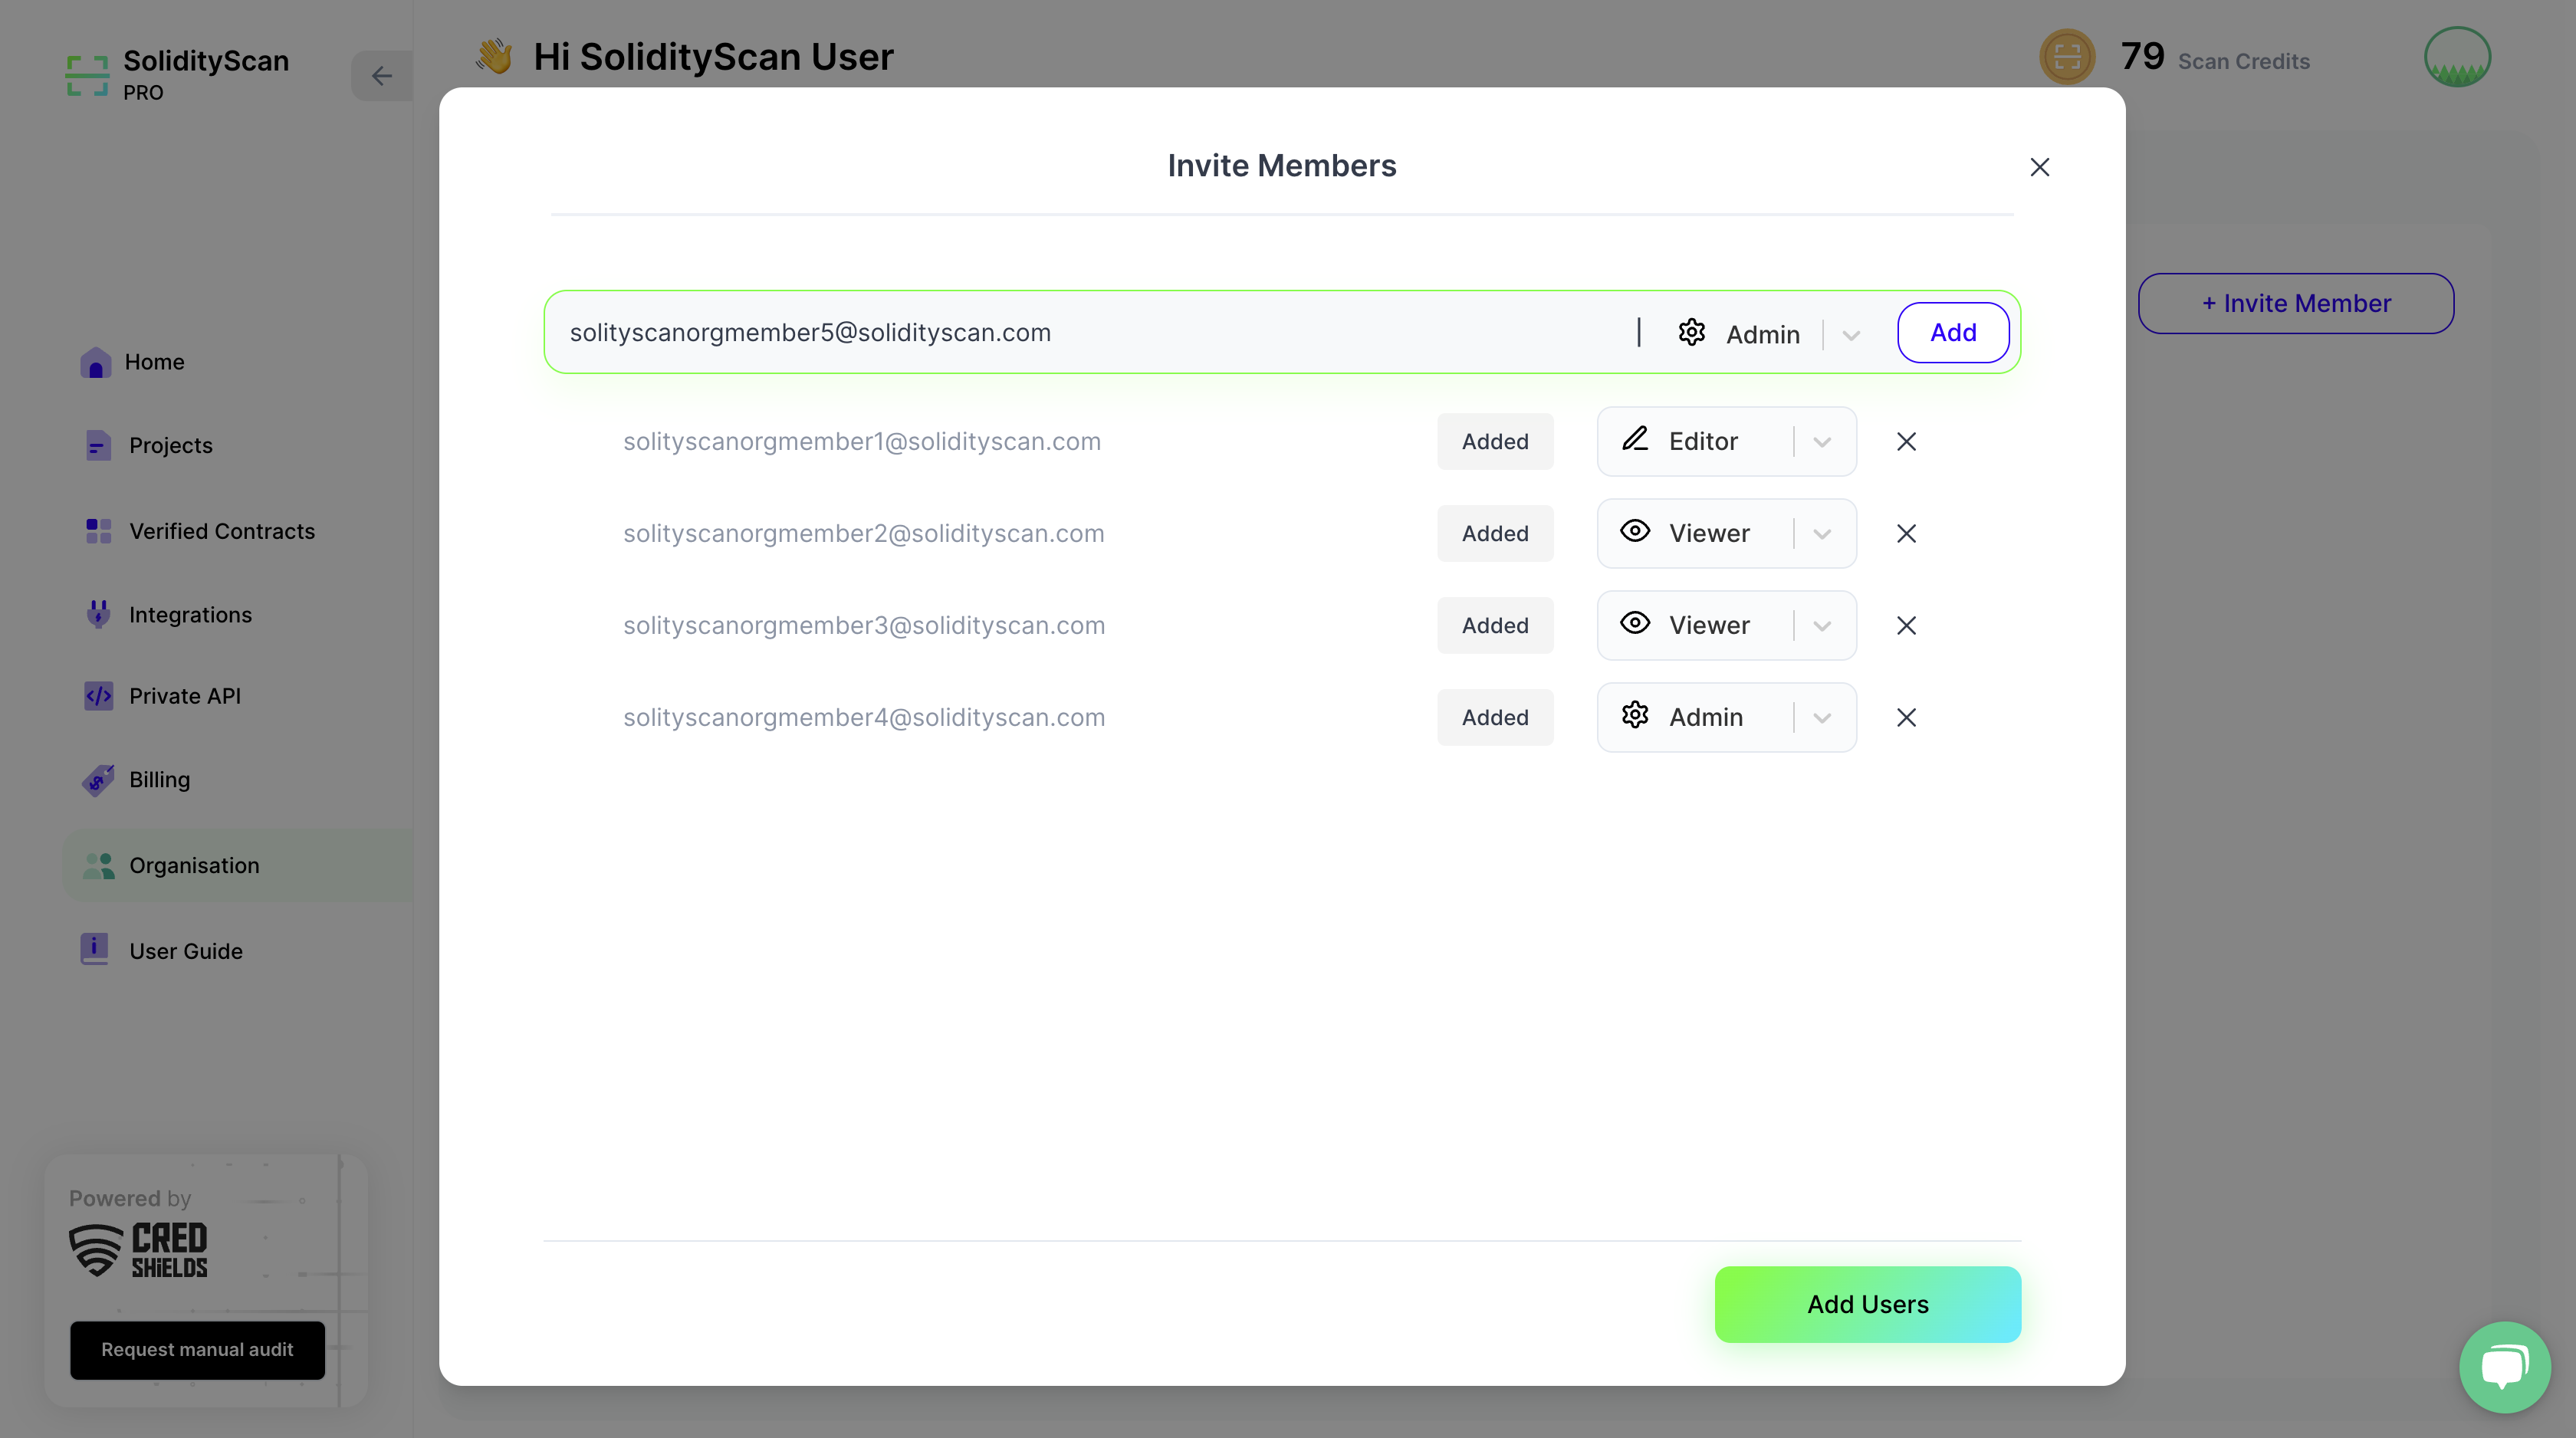 SolidityScan
PRO
Hi SolidityScan User
79 Scan Credits
Home
Projects
Verified Contracts
Integrations
Private API
Billing
Organisation
User Guide
Powered by
CRED
SHiELDS
Request manual audit
+ Invite Member
Invite Members
solityscanorgmember5@solidityscan.com Admin Add
solityscanorgmember1@solidityscan.com Added Editor
solityscanorgmember2@solidityscan.com Added Viewer
solityscanorgmember3@solidityscan.com Added Viewer
solityscanorgmember4@solidityscan.com Added Admin
Add Users